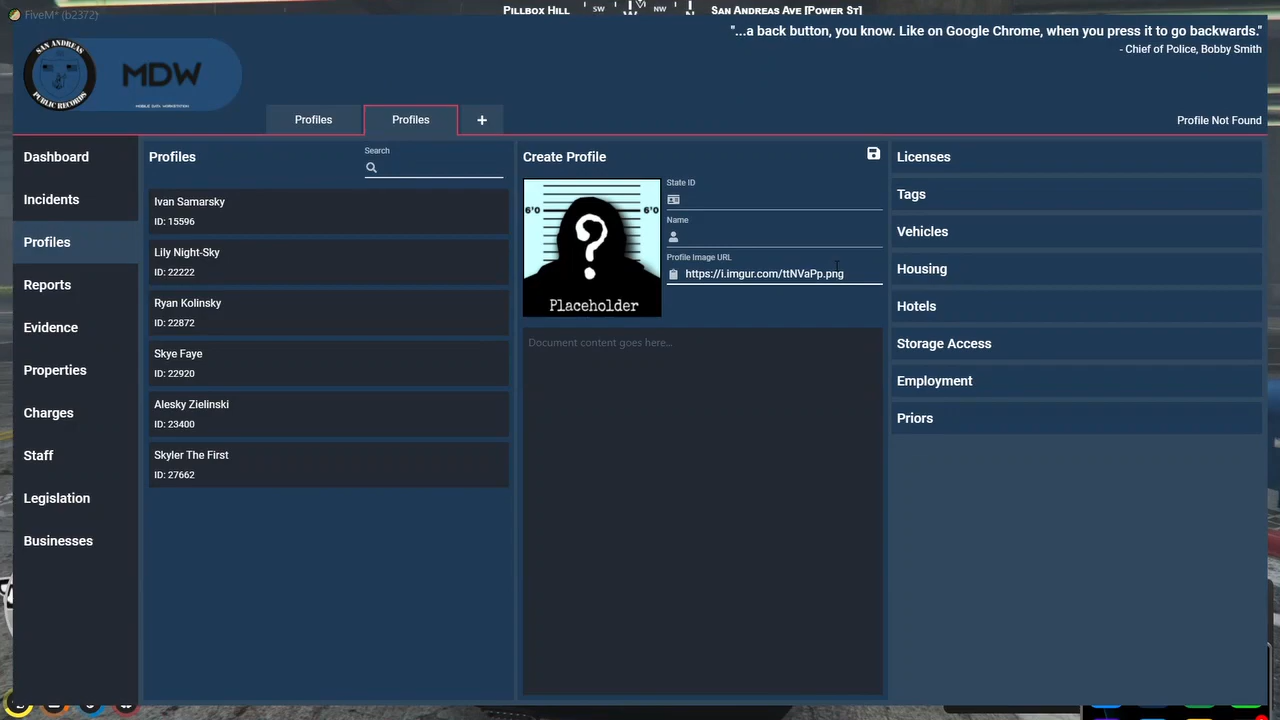 FiveM* (b2372)
PILLBOX HILL
SW
W
NW
N
SAN ANDREAS AVE [POWER ST]
"...a back button, you know. Like on Google Chrome, when you press it to go backwards."
- Chief of Police, Bobby Smith
SAN ANDREAS
PUBLIC RECORDS
MDW
MOBILE DATA WORKSTATION
Profiles
Profiles
+
Profile Not Found
Dashboard
Incidents
Profiles
Reports
Evidence
Properties
Charges
Staff
Legislation
Businesses
Profiles
Search
Ivan Samarsky
ID: 15596
Lily Night-Sky
ID: 22222
Ryan Kolinsky
ID: 22872
Skye Faye
ID: 22920
Alesky Zielinski
ID: 23400
Skyler The First
ID: 27662
Create Profile
6'0
6'0
?
Placeholder
State ID
Name
Profile Image URL
https://i.imgur.com/ttNVaPp.png
Document content goes here...
Licenses
Tags
Vehicles
Housing
Hotels
Storage Access
Employment
Priors